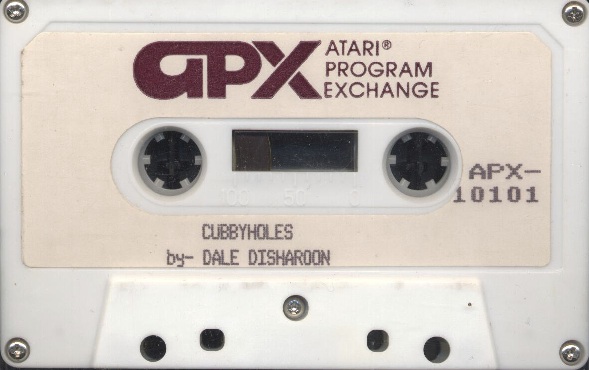 APX ATARI®
PROGRAM
EXCHANGE
APX-
10101
100 50 0
CUBBYHOLES
by- DALE DISHAROON